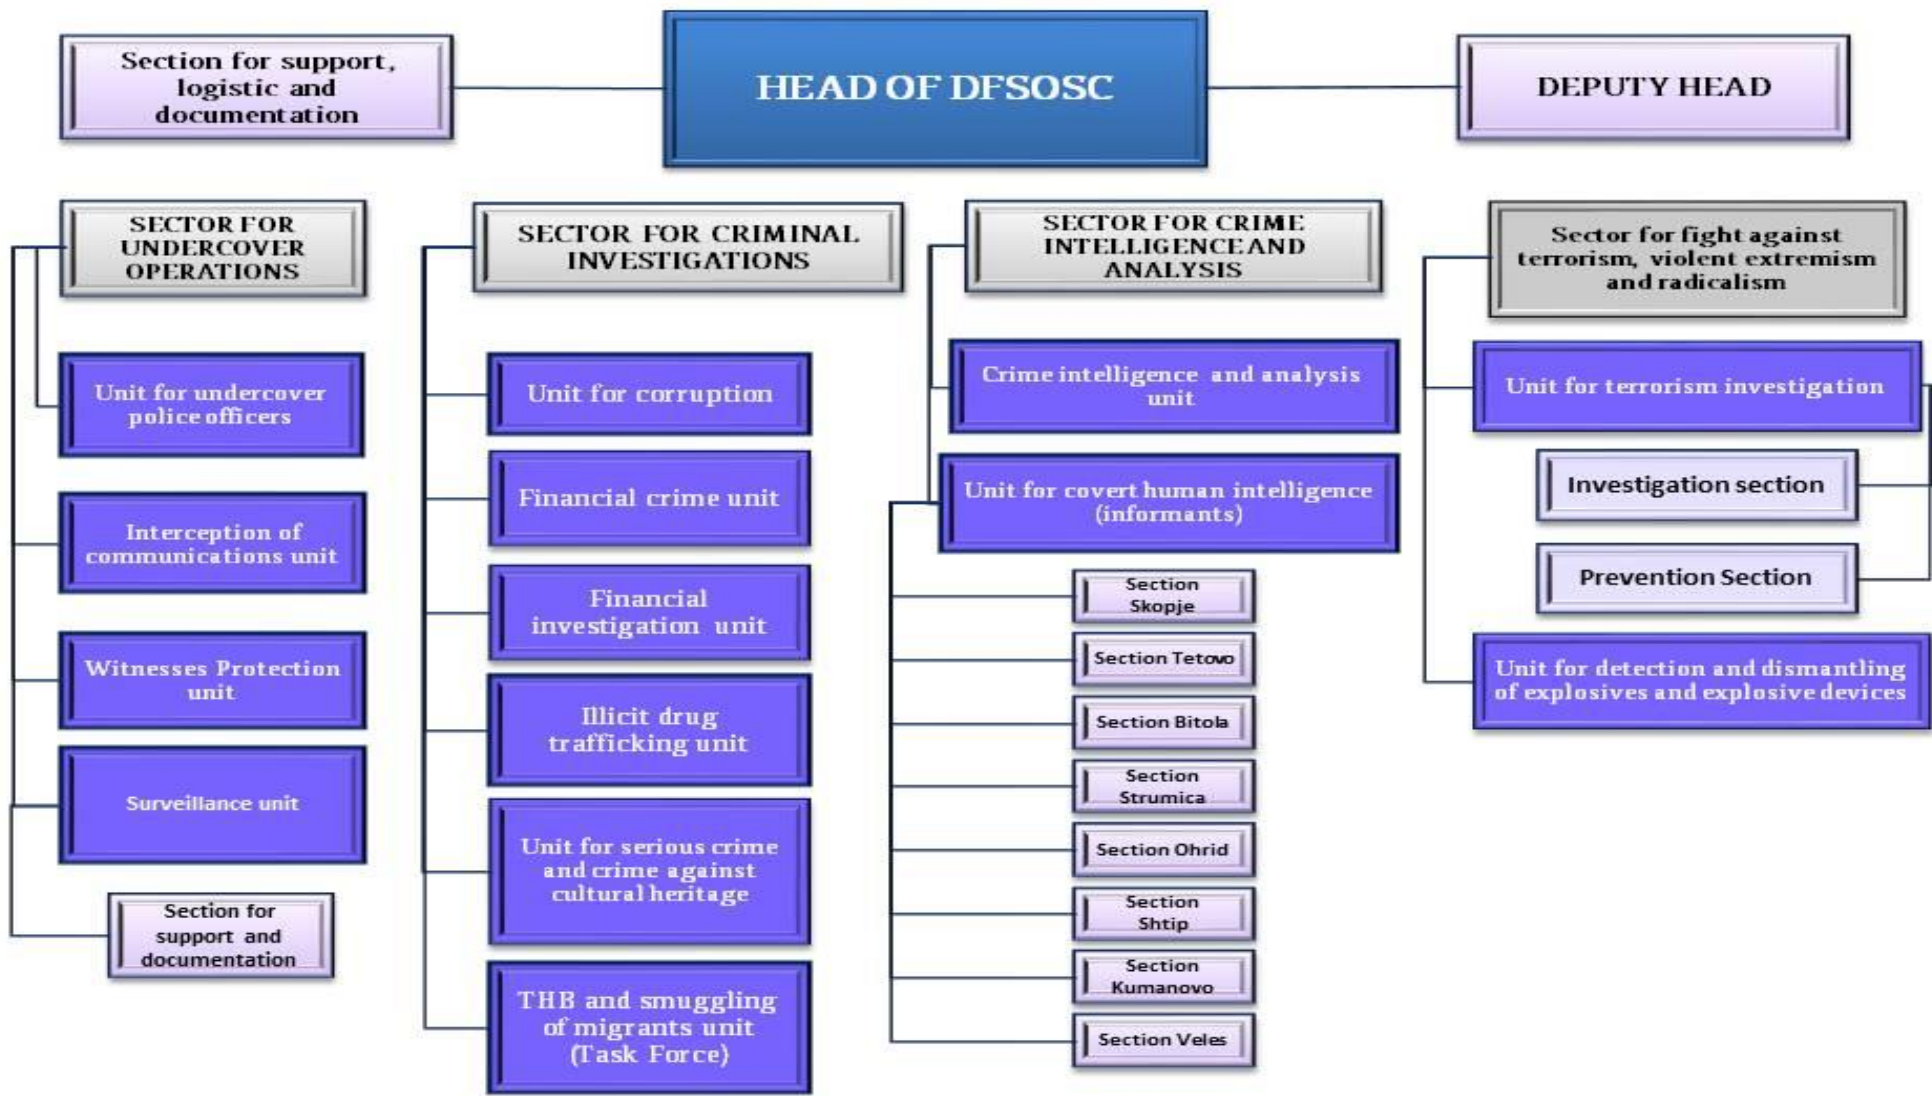 Section for support,
logistic and
documentation
HEAD OF DFSOSC
DEPUTY HEAD
SECTOR FOR
UNDERCOVER
OPERATIONS
Unit for undercover
police officers
Interception of
communications unit
Witnesses Protection
unit
Surveillance unit
Section for
support and
documentation
SECTOR FOR CRIMINAL
INVESTIGATIONS
Unit for corruption
Financial crime unit
Financial
investigation unit
Illicit drug
trafficking unit
Unit for serious crime
and crime against
cultural heritage
THB and smuggling
of migrants unit
(Task Force)
SECTOR FOR CRIME
INTELLIGENCE AND
ANALYSIS
Crime intelligence and analysis
unit
Unit for covert human intelligence
(informants)
Section
Skopje
Section Tetovo
Section Bitola
Section
Strumica
Section Ohrid
Section
Shtip
Section
Kumanovo
Section Veles
Sector for fight against
terrorism, violent extremism
and radicalism
Unit for terrorism investigation
Investigation section
Prevention Section
Unit for detection and dismantling
of explosives and explosive devices